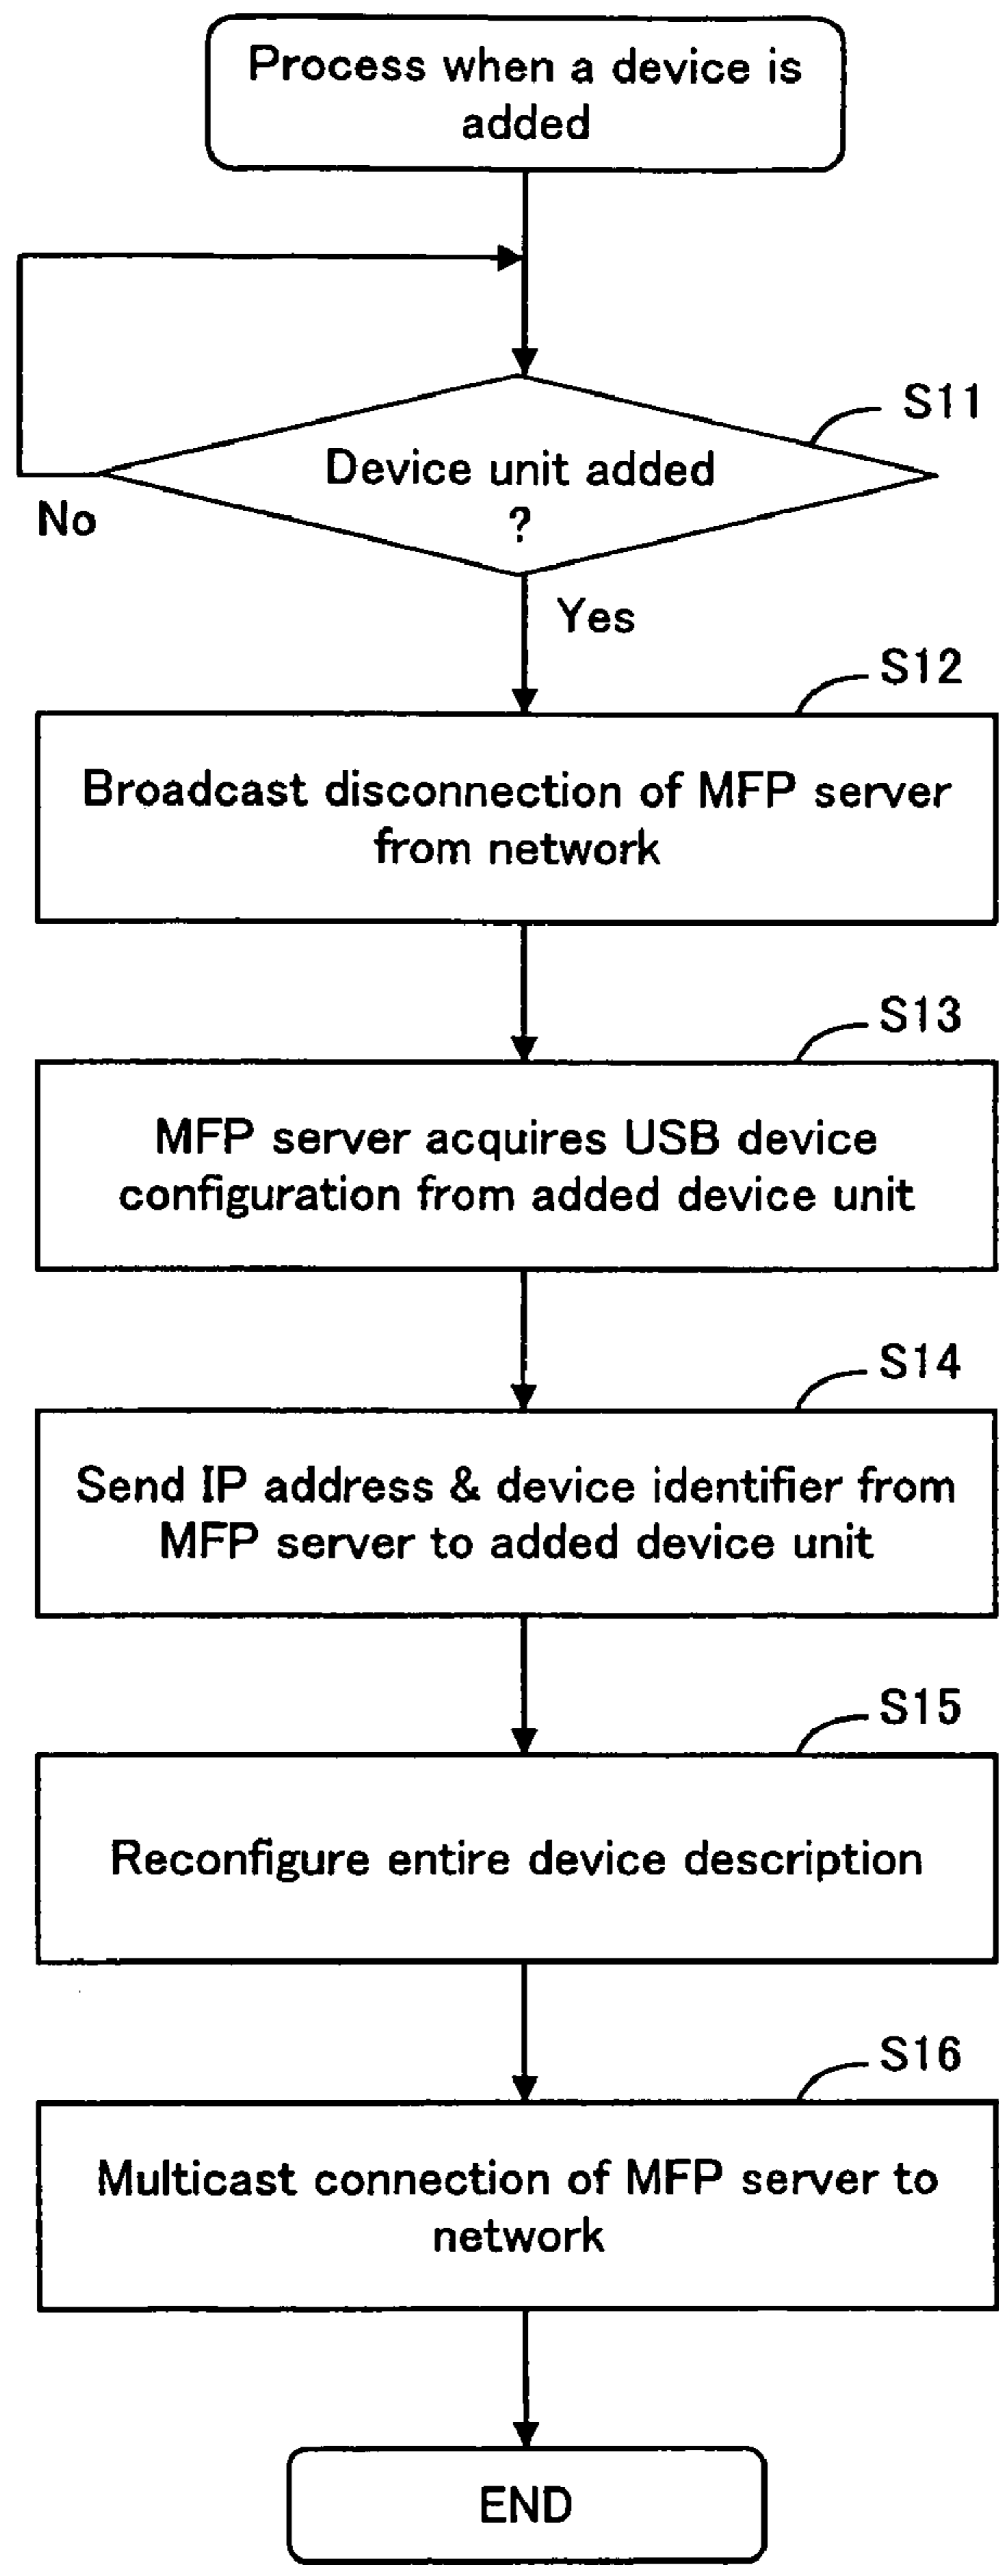 Process when a device is
added
S11
Device unit added
?
No
Yes
S12
Broadcast disconnection of MFP server
from network
S13
MFP server acquires USB device
configuration from added device unit
S14
Send IP address & device identifier from
MFP server to added device unit
S15
Reconfigure entire device description
S16
Multicast connection of MFP server to
network
END